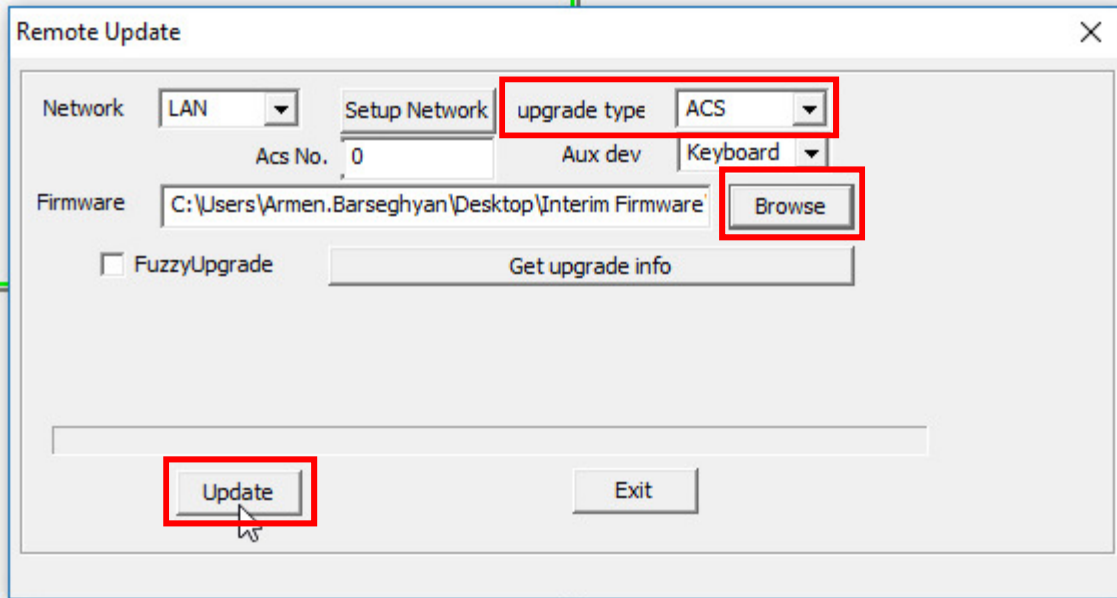 Remote Update
Network LAN Setup Network upgrade type ACS
Acs No. 0 Aux dev Keyboard
Firmware C:\Users\Armen.Barseghyan\Desktop\Interim Firmware\ Browse
FuzzyUpgrade Get upgrade info
Update Exit